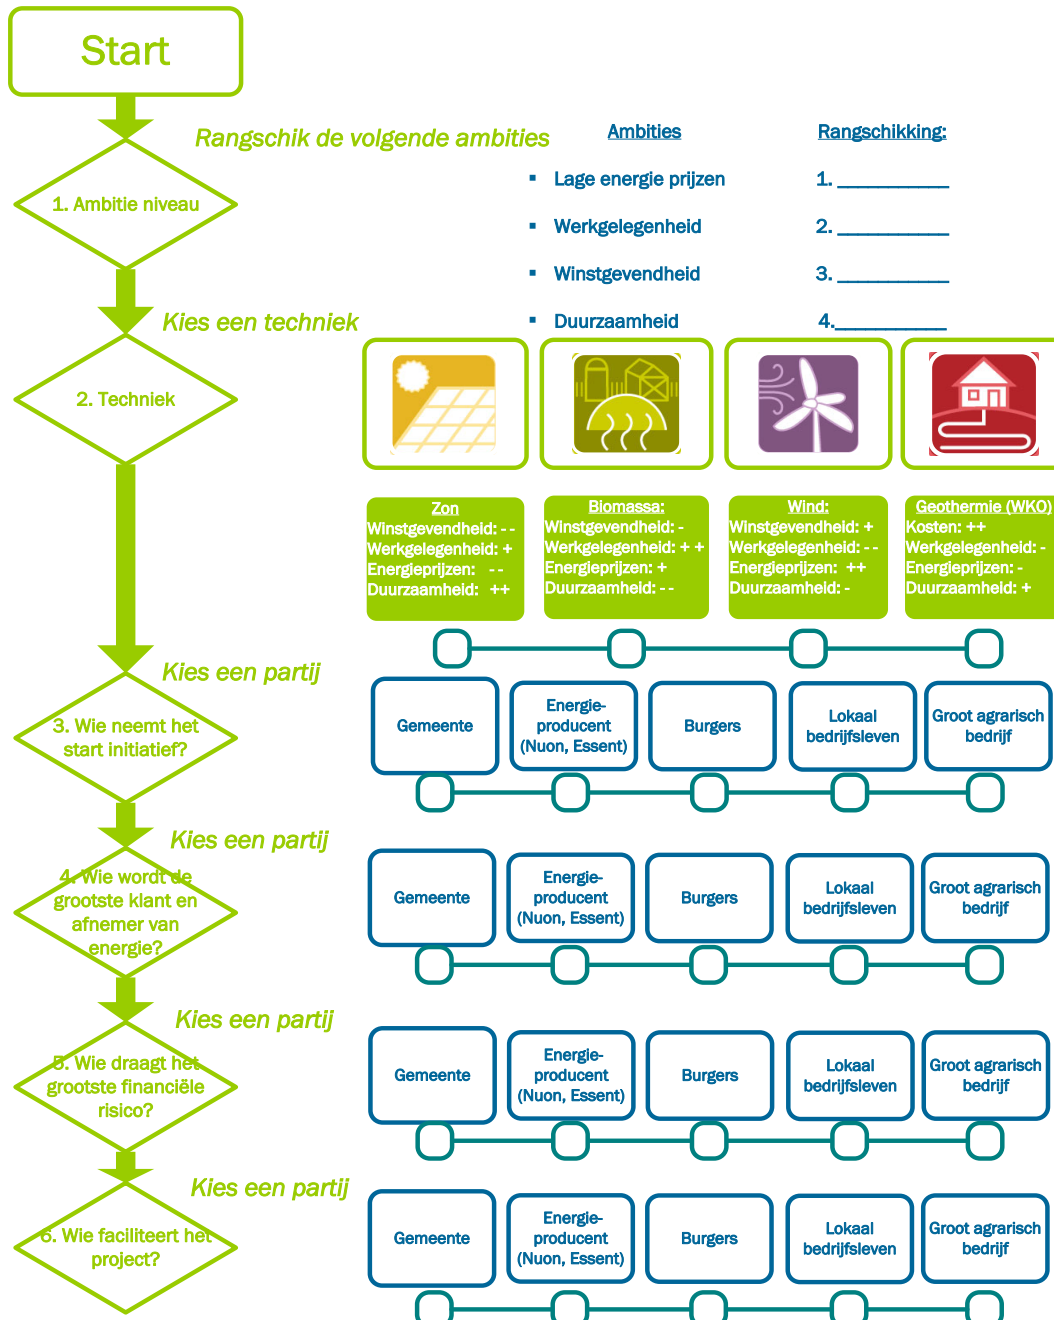 Start
Rangschik de volgende ambities
Ambities
Rangschikking:
1. Ambitie niveau
▪ Lage energie prijzen
1. ___________
▪ Werkgelegenheid
2. ___________
▪ Winstgevendheid
3. ___________
▪ Duurzaamheid
4.___________
Kies een techniek
2. Techniek
Zon
Winstgevendheid: - -
Werkgelegenheid: +
Energieprijzen: - -
Duurzaamheid: ++
Biomassa:
Winstgevendheid: -
Werkgelegenheid: + +
Energieprijzen: +
Duurzaamheid: - -
Wind:
Winstgevendheid: +
Werkgelegenheid: - -
Energieprijzen: ++
Duurzaamheid: -
Geothermie (WKO)
Kosten: ++
Werkgelegenheid: -
Energieprijzen: -
Duurzaamheid: +
Kies een partij
3. Wie neemt het
start initiatief?
Gemeente
Energie-
producent
(Nuon, Essent)
Burgers
Lokaal
bedrijfsleven
Groot agrarisch
bedrijf
Kies een partij
4. Wie wordt de
grootste klant en
afnemer van
energie?
Gemeente
Energie-
producent
(Nuon, Essent)
Burgers
Lokaal
bedrijfsleven
Groot agrarisch
bedrijf
Kies een partij
5. Wie draagt het
grootste financiële
risico?
Gemeente
Energie-
producent
(Nuon, Essent)
Burgers
Lokaal
bedrijfsleven
Groot agrarisch
bedrijf
Kies een partij
6. Wie faciliteert het
project?
Gemeente
Energie-
producent
(Nuon, Essent)
Burgers
Lokaal
bedrijfsleven
Groot agrarisch
bedrijf